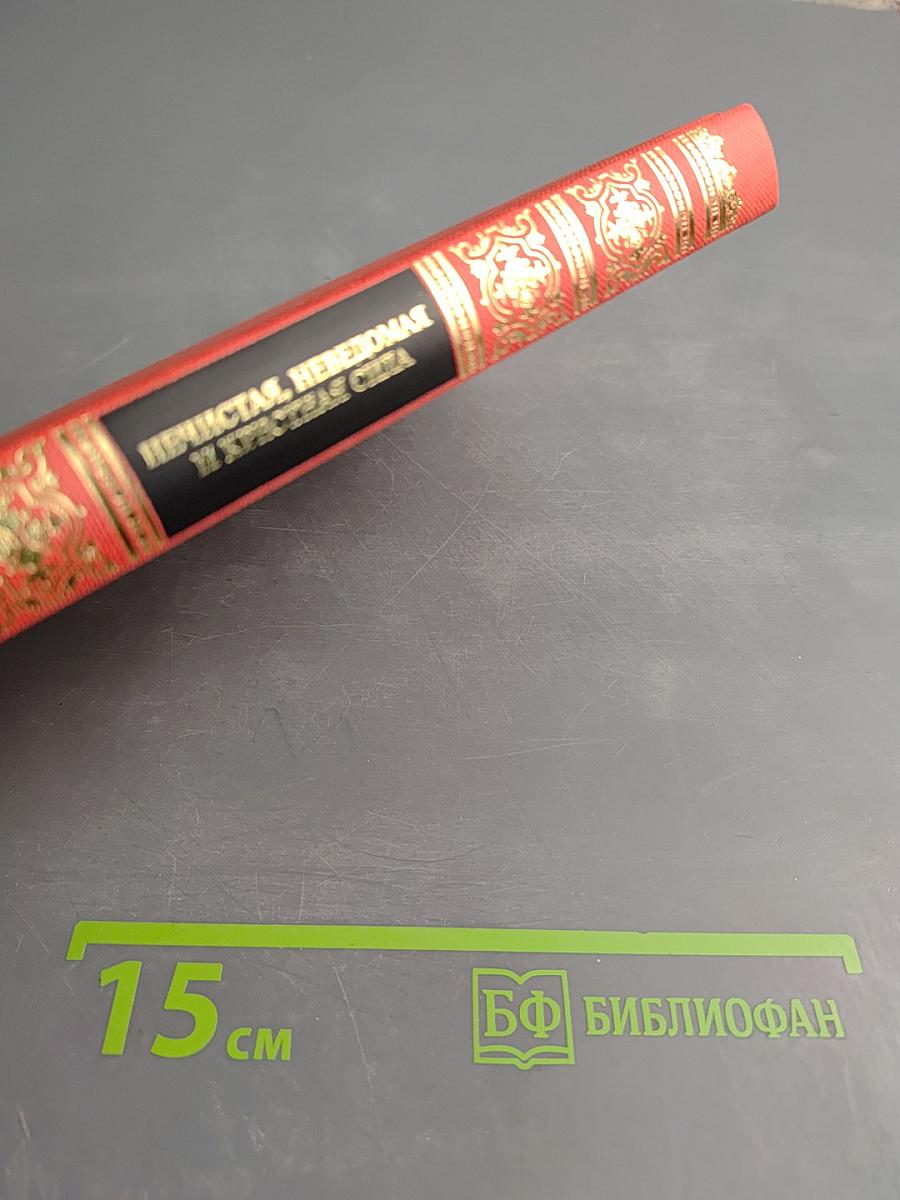 НЕЧИСТАЯ, НЕВЕДОМАЯ
И КРЕСТНАЯ СИЛА
15 см
БФ БИБЛИОФАН